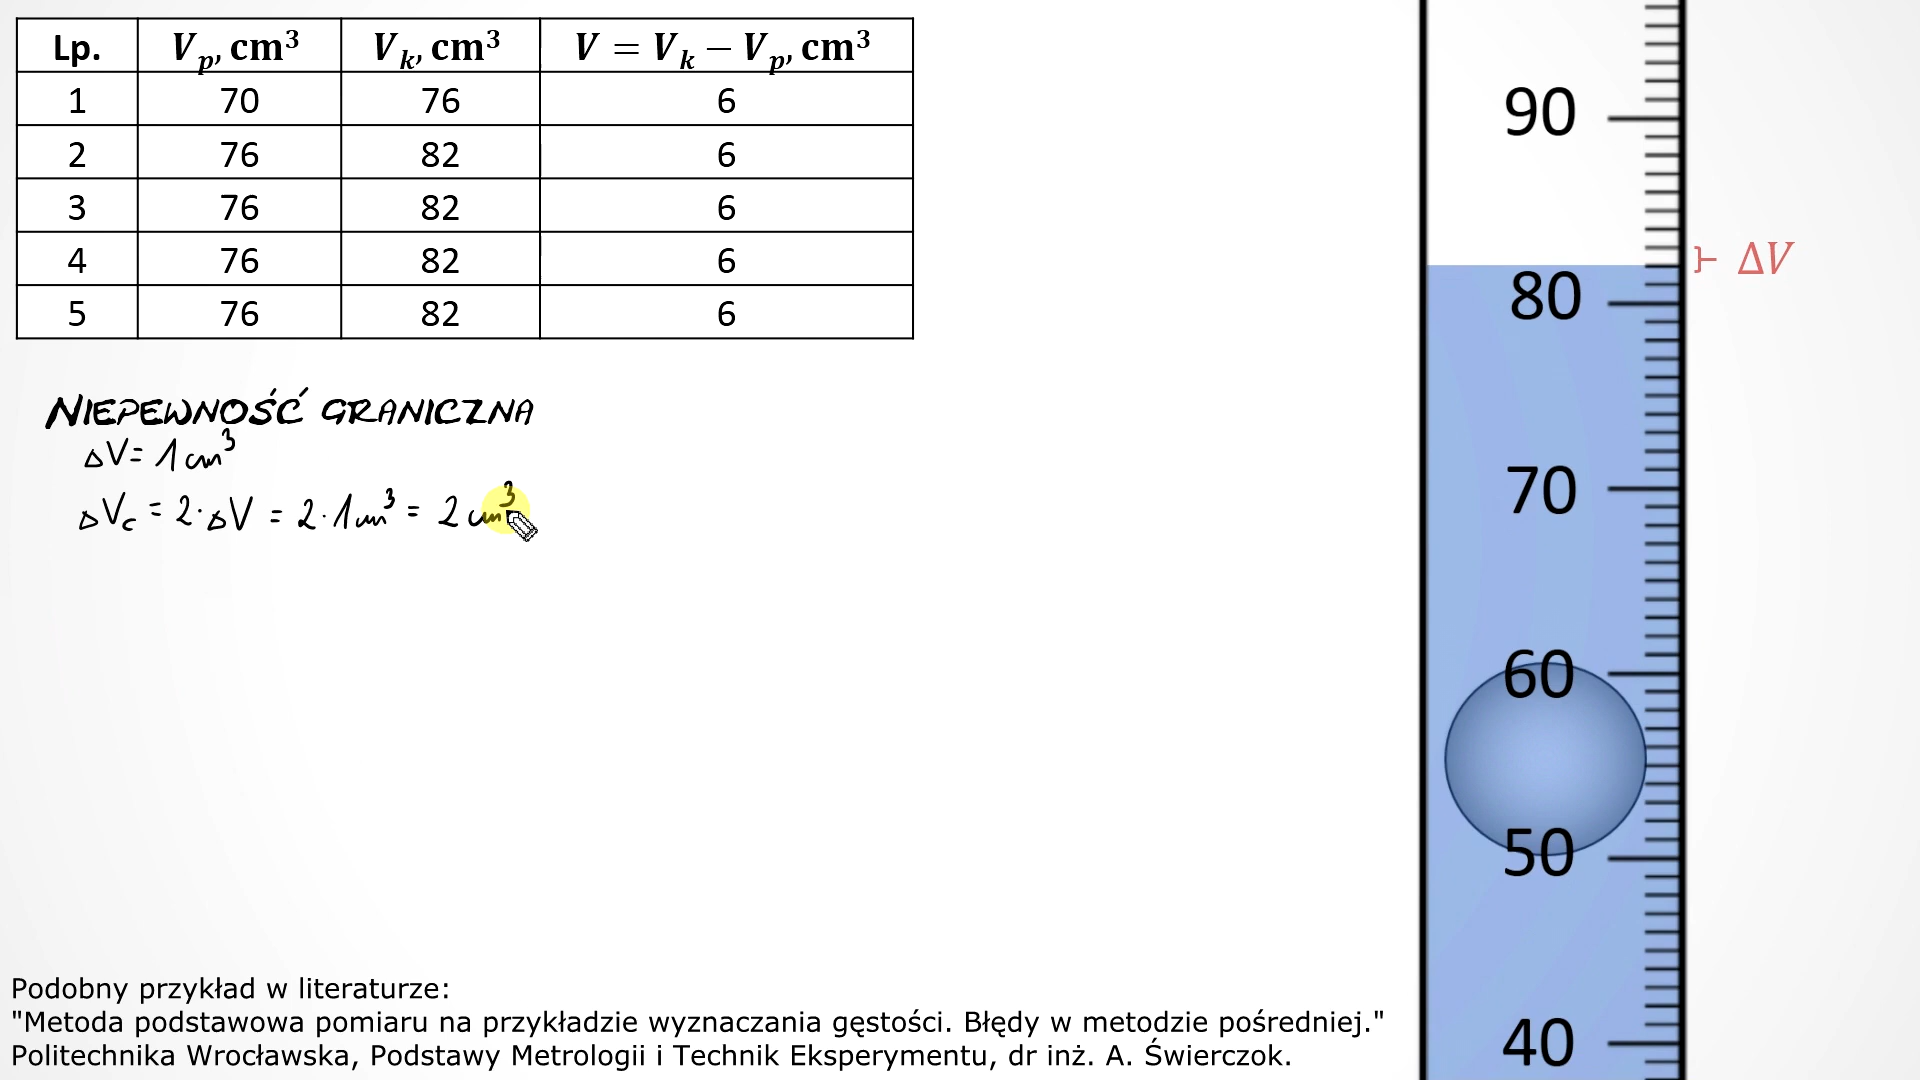 Lp. Vₚ, cm³ Vₖ, cm³ V = Vₖ − Vₚ, cm³
1 70 76 6
2 76 82 6
3 76 82 6
4 76 82 6
5 76 82 6
NIEPEWNOŚĆ GRANICZNA
ΔV= 1 cm³
ΔVc = 2·ΔV = 2·1 cm³ = 2 cm³
90
ΔV
80
70
60
50
40
Podobny przykład w literaturze:
"Metoda podstawowa pomiaru na przykładzie wyznaczania gęstości. Błędy w metodzie pośredniej."
Politechnika Wrocławska, Podstawy Metrologii i Technik Eksperymentu, dr inż. A. Świerczok.